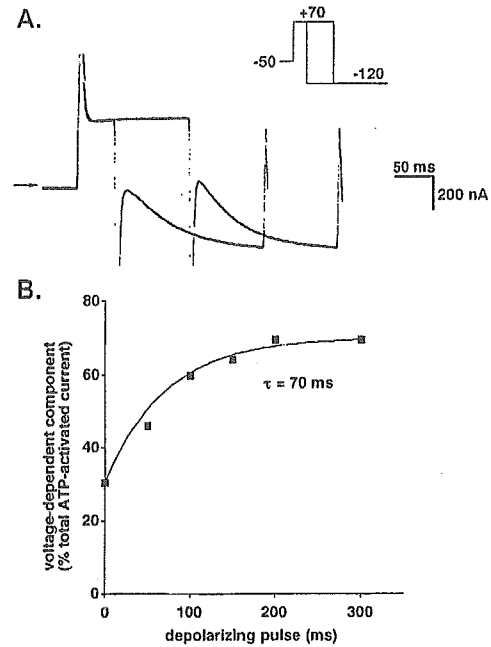 A.
+70
-50
-120
50 ms
200 nA
B.
voltage-dependent component
(% total ATP-activated current)
80
60
40
20
0
τ = 70 ms
0 100 200 300
depolarizing pulse (ms)